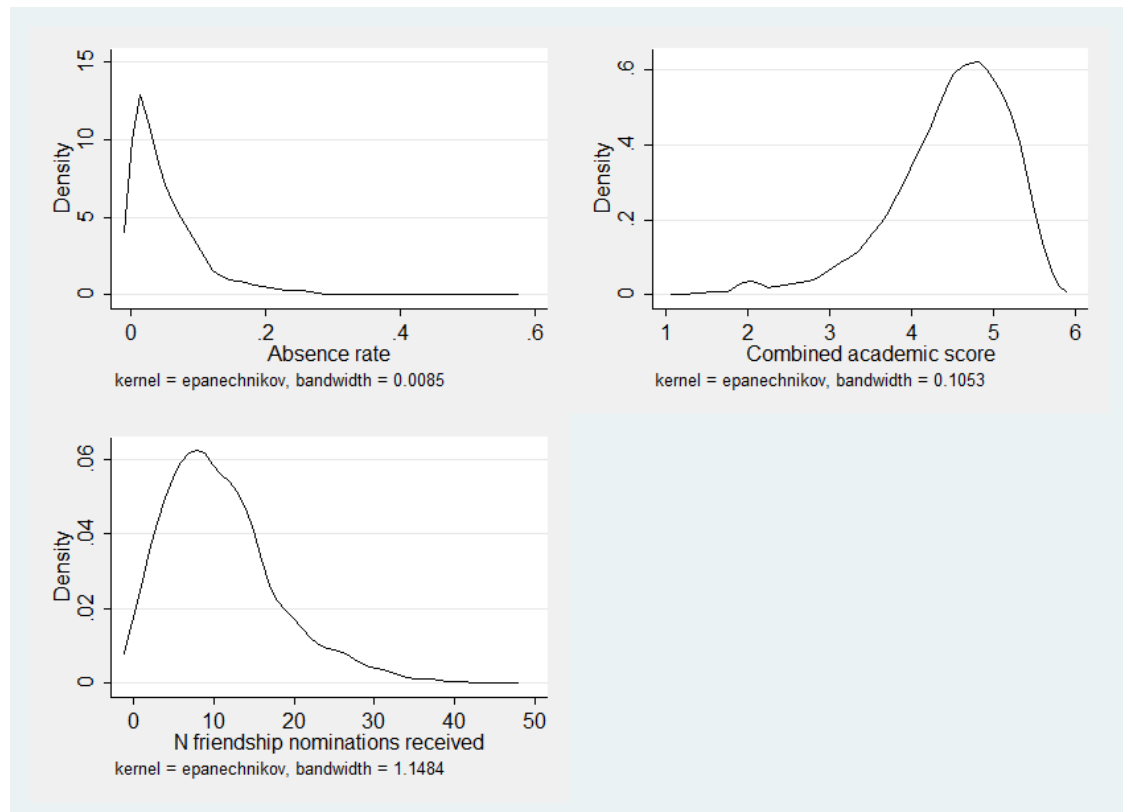 Density
15
10
5
0
0 .2 .4 .6
Absence rate
kernel = epanechnikov, bandwidth = 0.0085
Density
.6
.4
.2
0
1 2 3 4 5 6
Combined academic score
kernel = epanechnikov, bandwidth = 0.1053
Density
.06
.04
.02
0
0 10 20 30 40 50
N friendship nominations received
kernel = epanechnikov, bandwidth = 1.1484